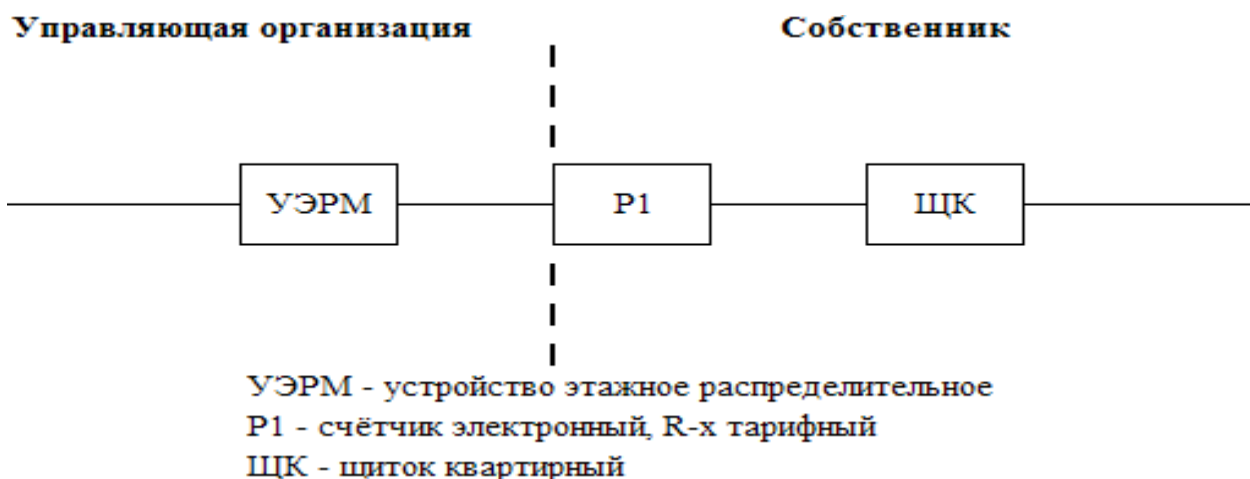 Управляющая организация
Собственник
УЭРМ
Р1
ЩК
УЭРМ - устройство этажное распределительное
Р1 - счётчик электронный, R-х тарифный
ЩК - щиток квартирный